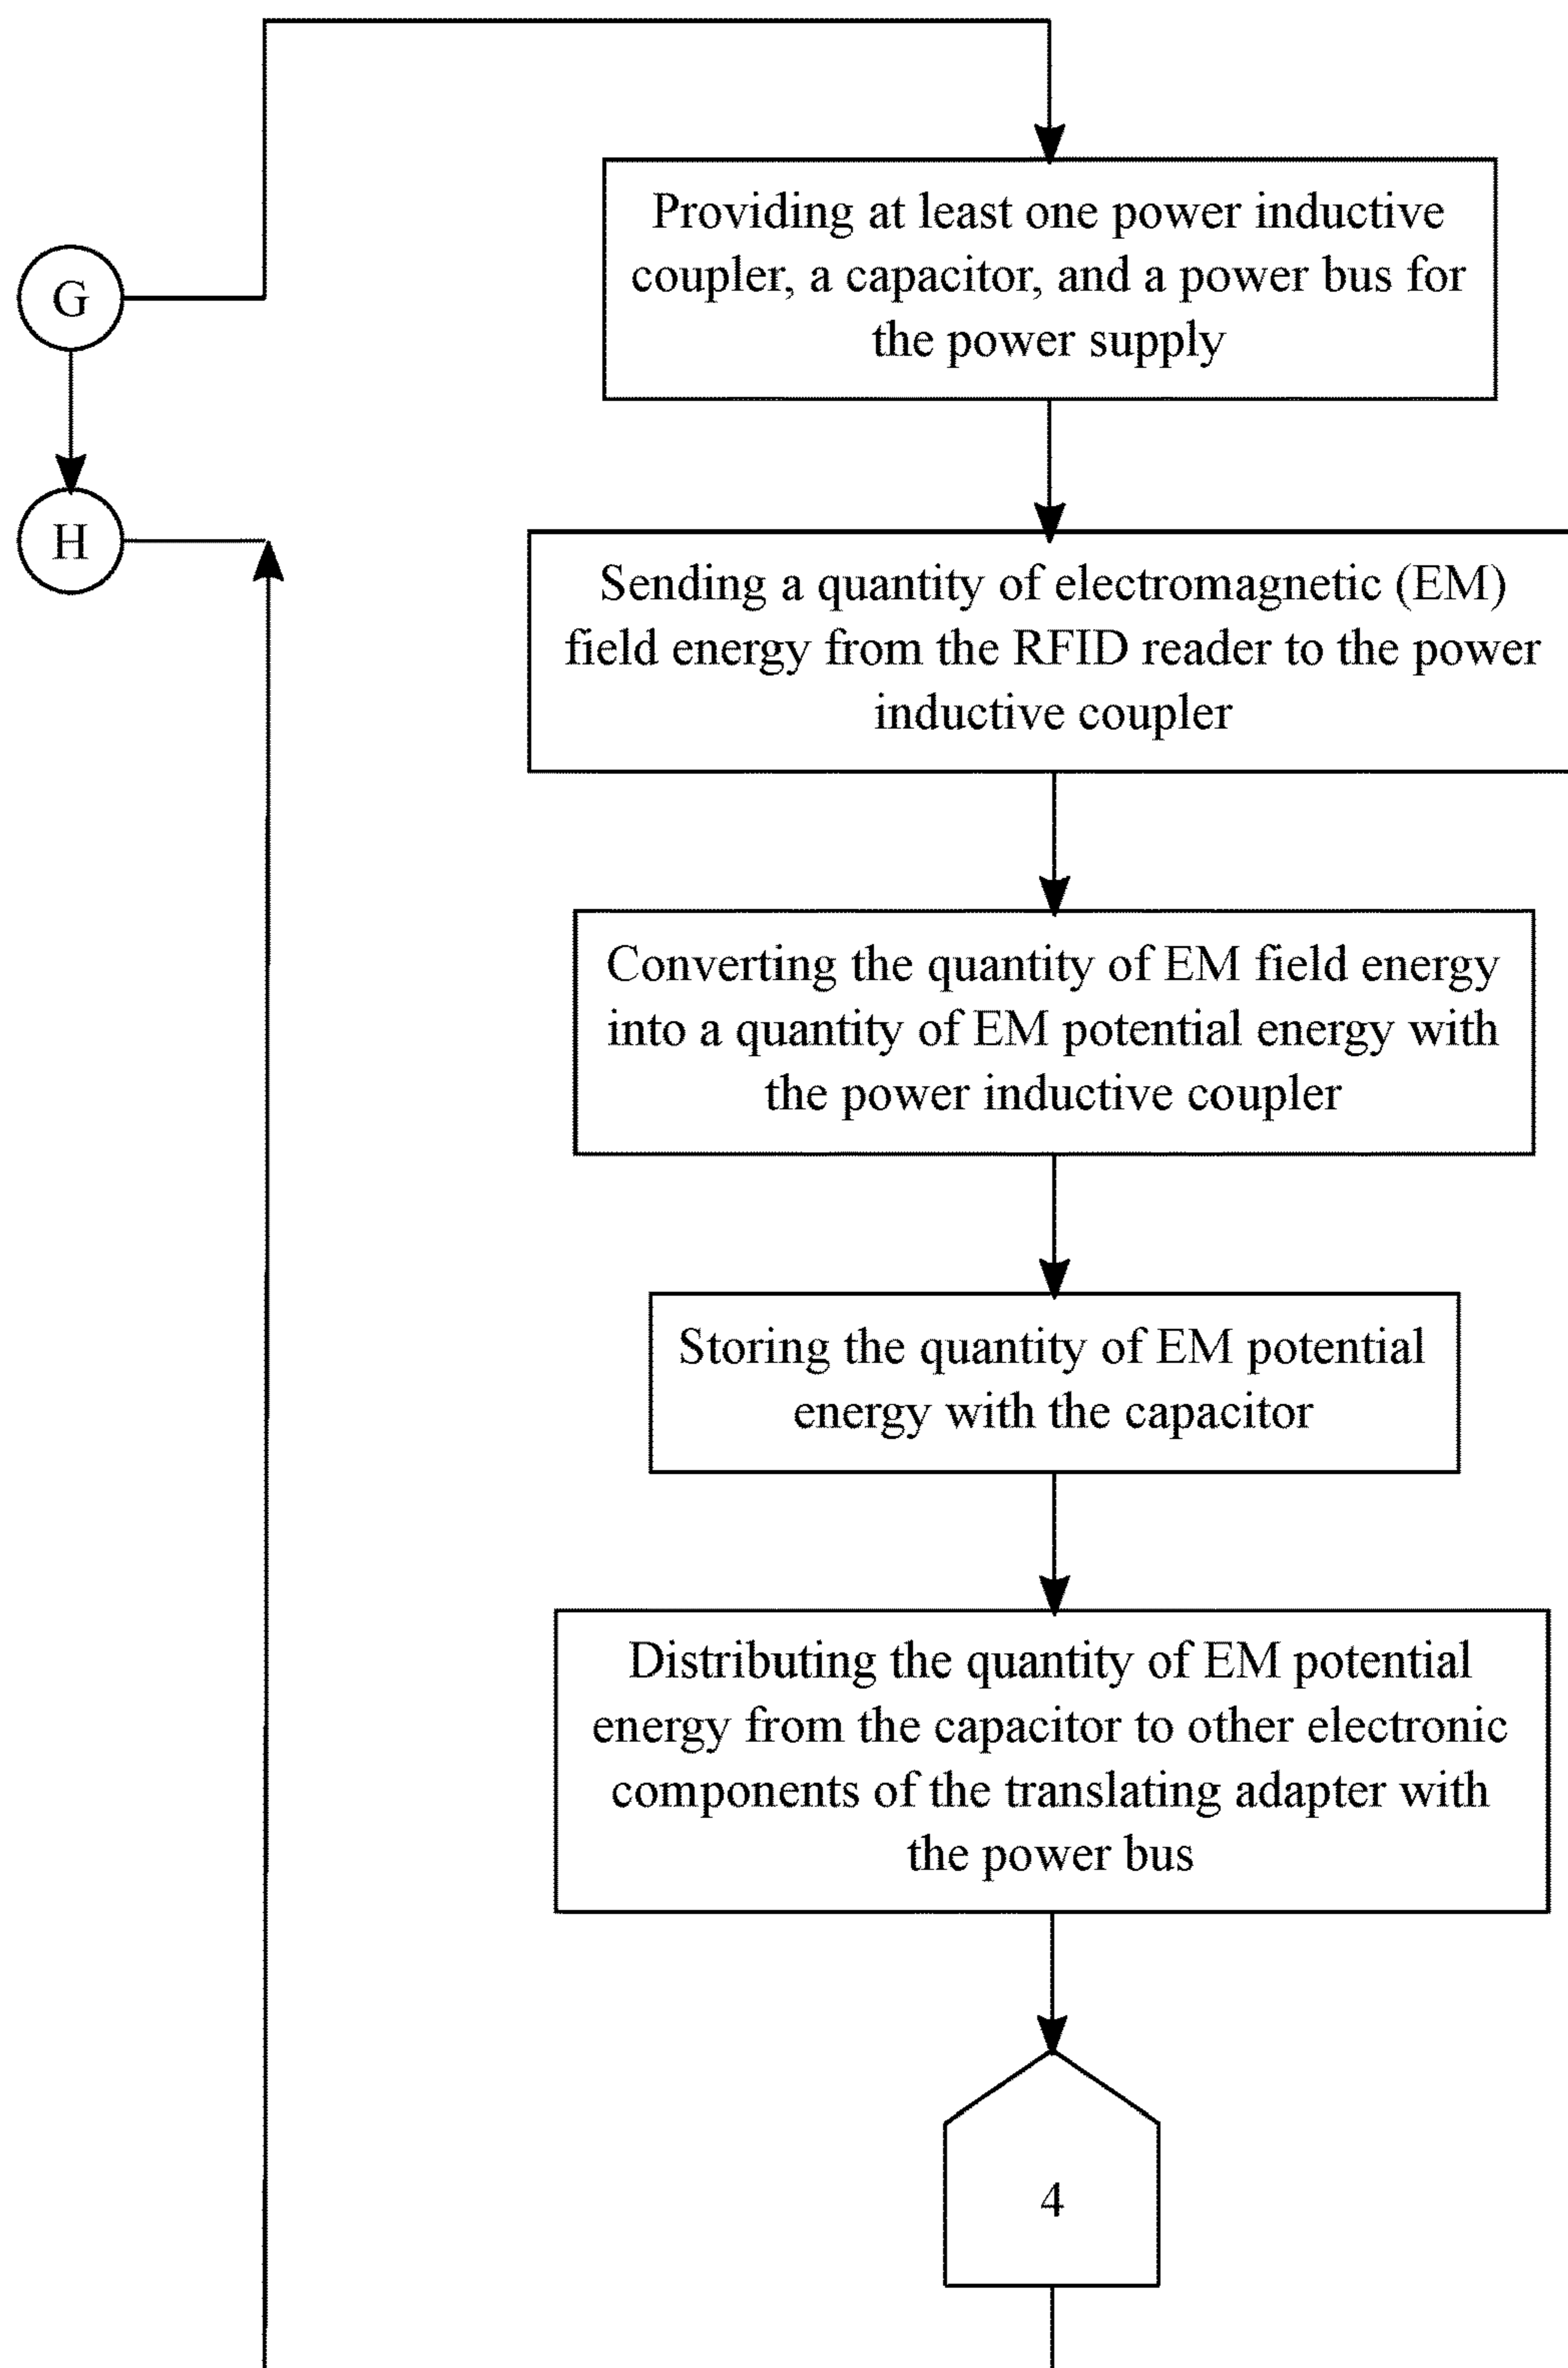 G
H
Providing at least one power inductive
coupler, a capacitor, and a power bus for
the power supply
Sending a quantity of electromagnetic (EM)
field energy from the RFID reader to the power
inductive coupler
Converting the quantity of EM field energy
into a quantity of EM potential energy with
the power inductive coupler
Storing the quantity of EM potential
energy with the capacitor
Distributing the quantity of EM potential
energy from the capacitor to other electronic
components of the translating adapter with
the power bus
4